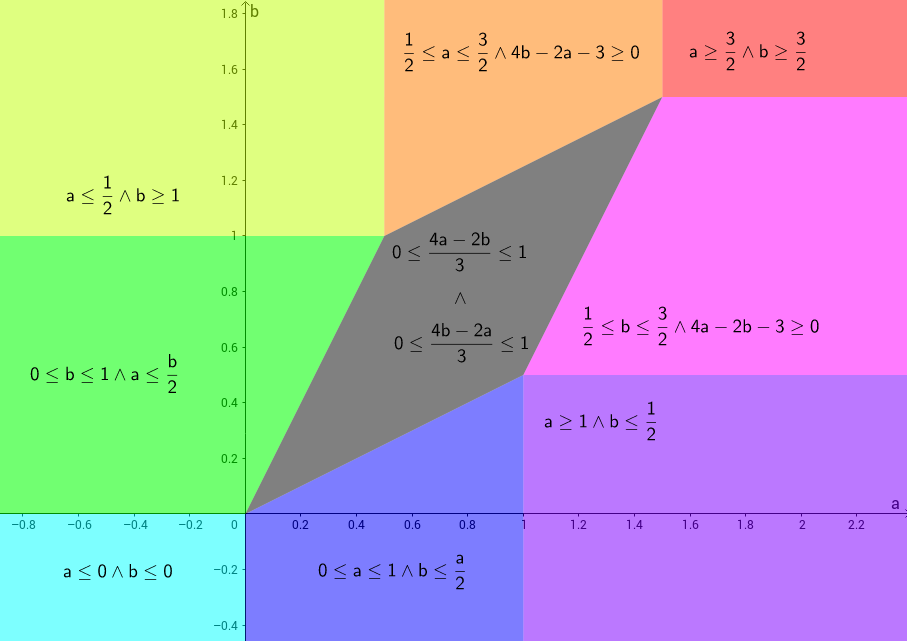 b
1.8
1/2 ≤ a ≤ 3/2 ∧ 4b − 2a − 3 ≥ 0
a ≥ 3/2 ∧ b ≥ 3/2
1.6
1.4
1.2
a ≤ 1/2 ∧ b ≥ 1
1
0 ≤ (4a − 2b)/3 ≤ 1
∧
0 ≤ (4b − 2a)/3 ≤ 1
0.8
1/2 ≤ b ≤ 3/2 ∧ 4a − 2b − 3 ≥ 0
0.6
0 ≤ b ≤ 1 ∧ a ≤ b/2
0.4
a ≥ 1 ∧ b ≤ 1/2
0.2
a
−0.8 −0.6 −0.4 −0.2 0 0.2 0.4 0.6 0.8 1 1.2 1.4 1.6 1.8 2 2.2
−0.2
a ≤ 0 ∧ b ≤ 0
0 ≤ a ≤ 1 ∧ b ≤ a/2
−0.4